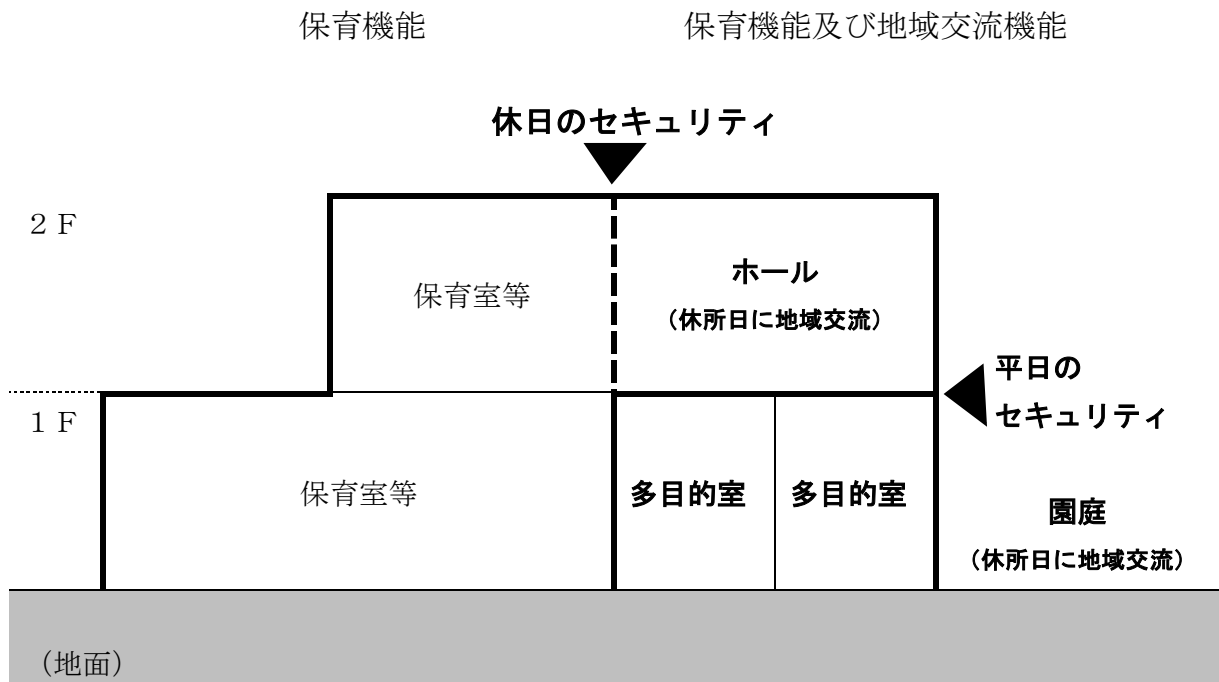 保育機能
保育機能及び地域交流機能
休日のセキュリティ
2F
保育室等
ホール
（休所日に地域交流）
平日の
セキュリティ
1F
保育室等
多目的室
多目的室
園庭
（休所日に地域交流）
（地面）